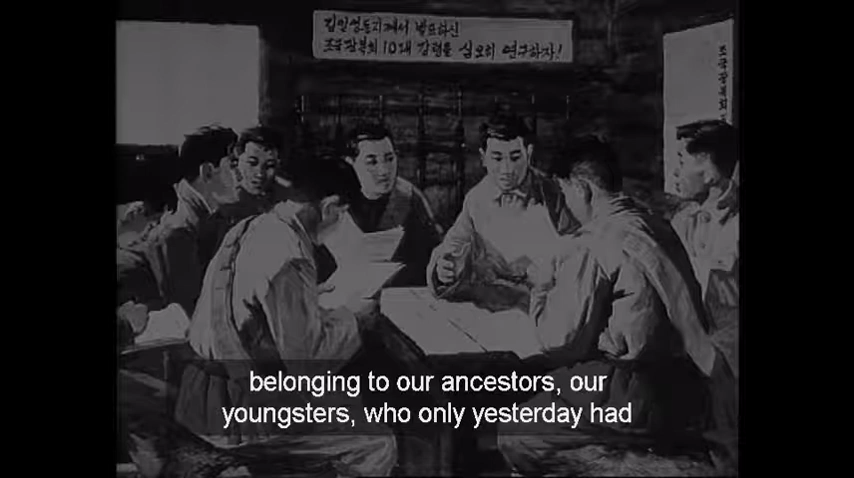 김일성동지께서 발표하신
조국광복회 10대 강령을 심오히 연구하자!
조국광복회
belonging to our ancestors, our
youngsters, who only yesterday had